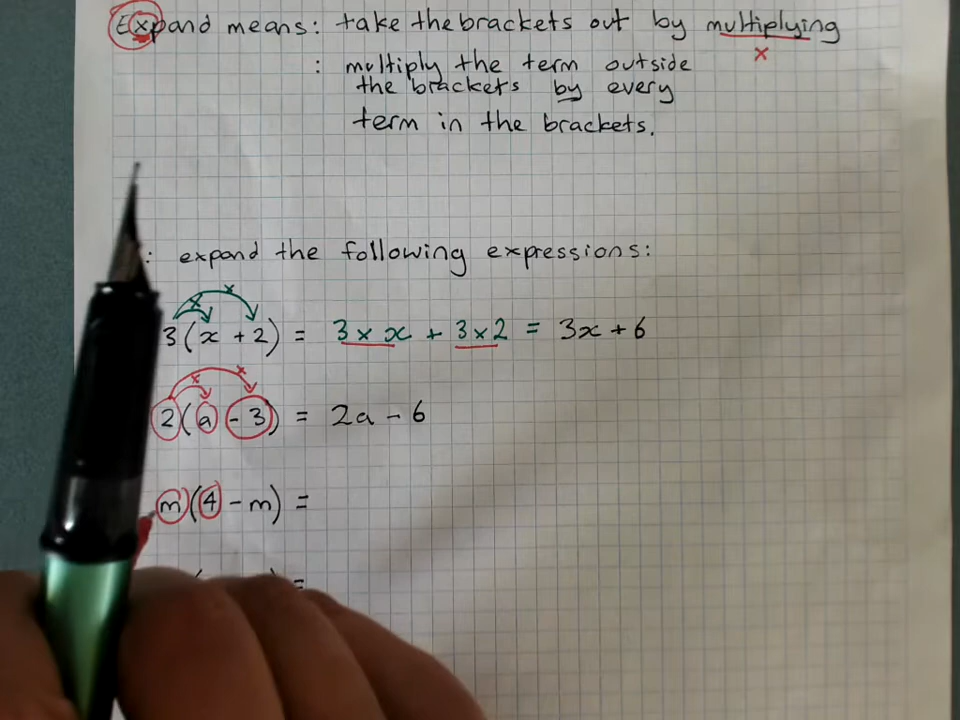 Expand means: take the brackets out by multiplying
x
: multiply the term outside
the brackets by every
term in the brackets.
: expand the following expressions:
x x
3(x + 2) = 3 × x + 3 × 2 = 3x + 6
x x
2(a - 3) = 2a - 6
m(4 - m) =
=